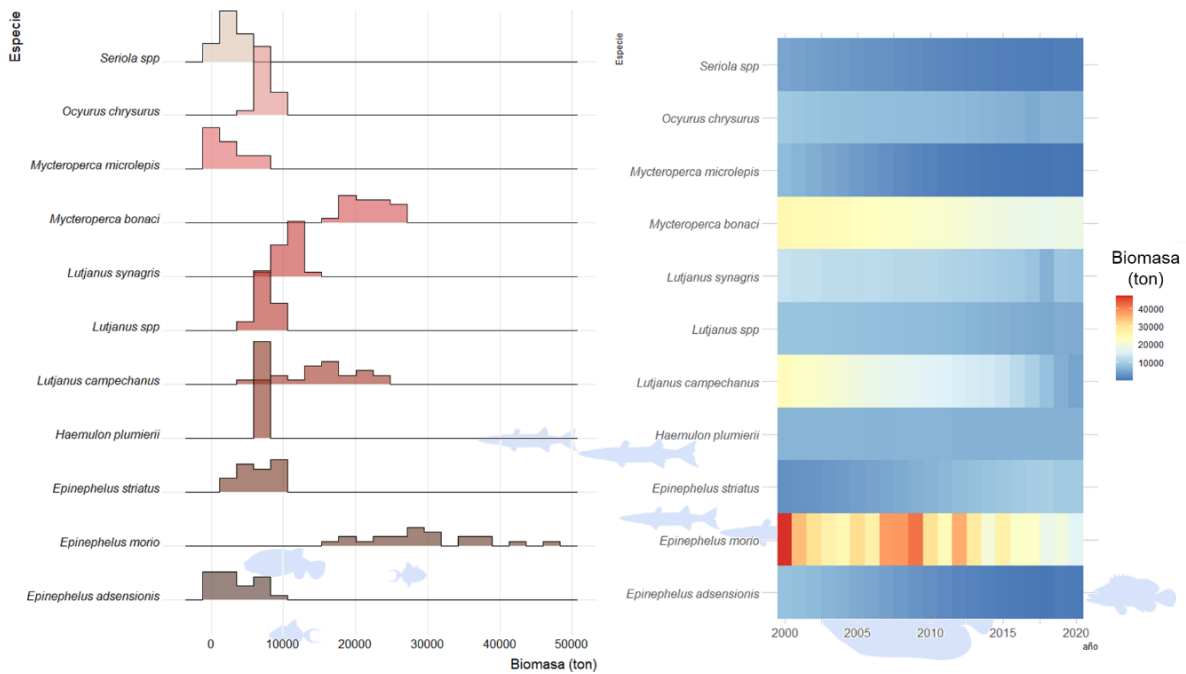 Especie
Seriola spp
Ocyurus chrysurus
Mycteroperca microlepis
Mycteroperca bonaci
Lutjanus synagris
Lutjanus spp
Lutjanus campechanus
Haemulon plumierii
Epinephelus striatus
Epinephelus morio
Epinephelus adsensionis
0 10000 20000 30000 40000 50000
Biomasa (ton)
Especie
Seriola spp
Ocyurus chrysurus
Mycteroperca microlepis
Mycteroperca bonaci
Lutjanus synagris
Lutjanus spp
Lutjanus campechanus
Haemulon plumierii
Epinephelus striatus
Epinephelus morio
Epinephelus adsensionis
2000 2005 2010 2015 2020
año
Biomasa
(ton)
40000
30000
20000
10000